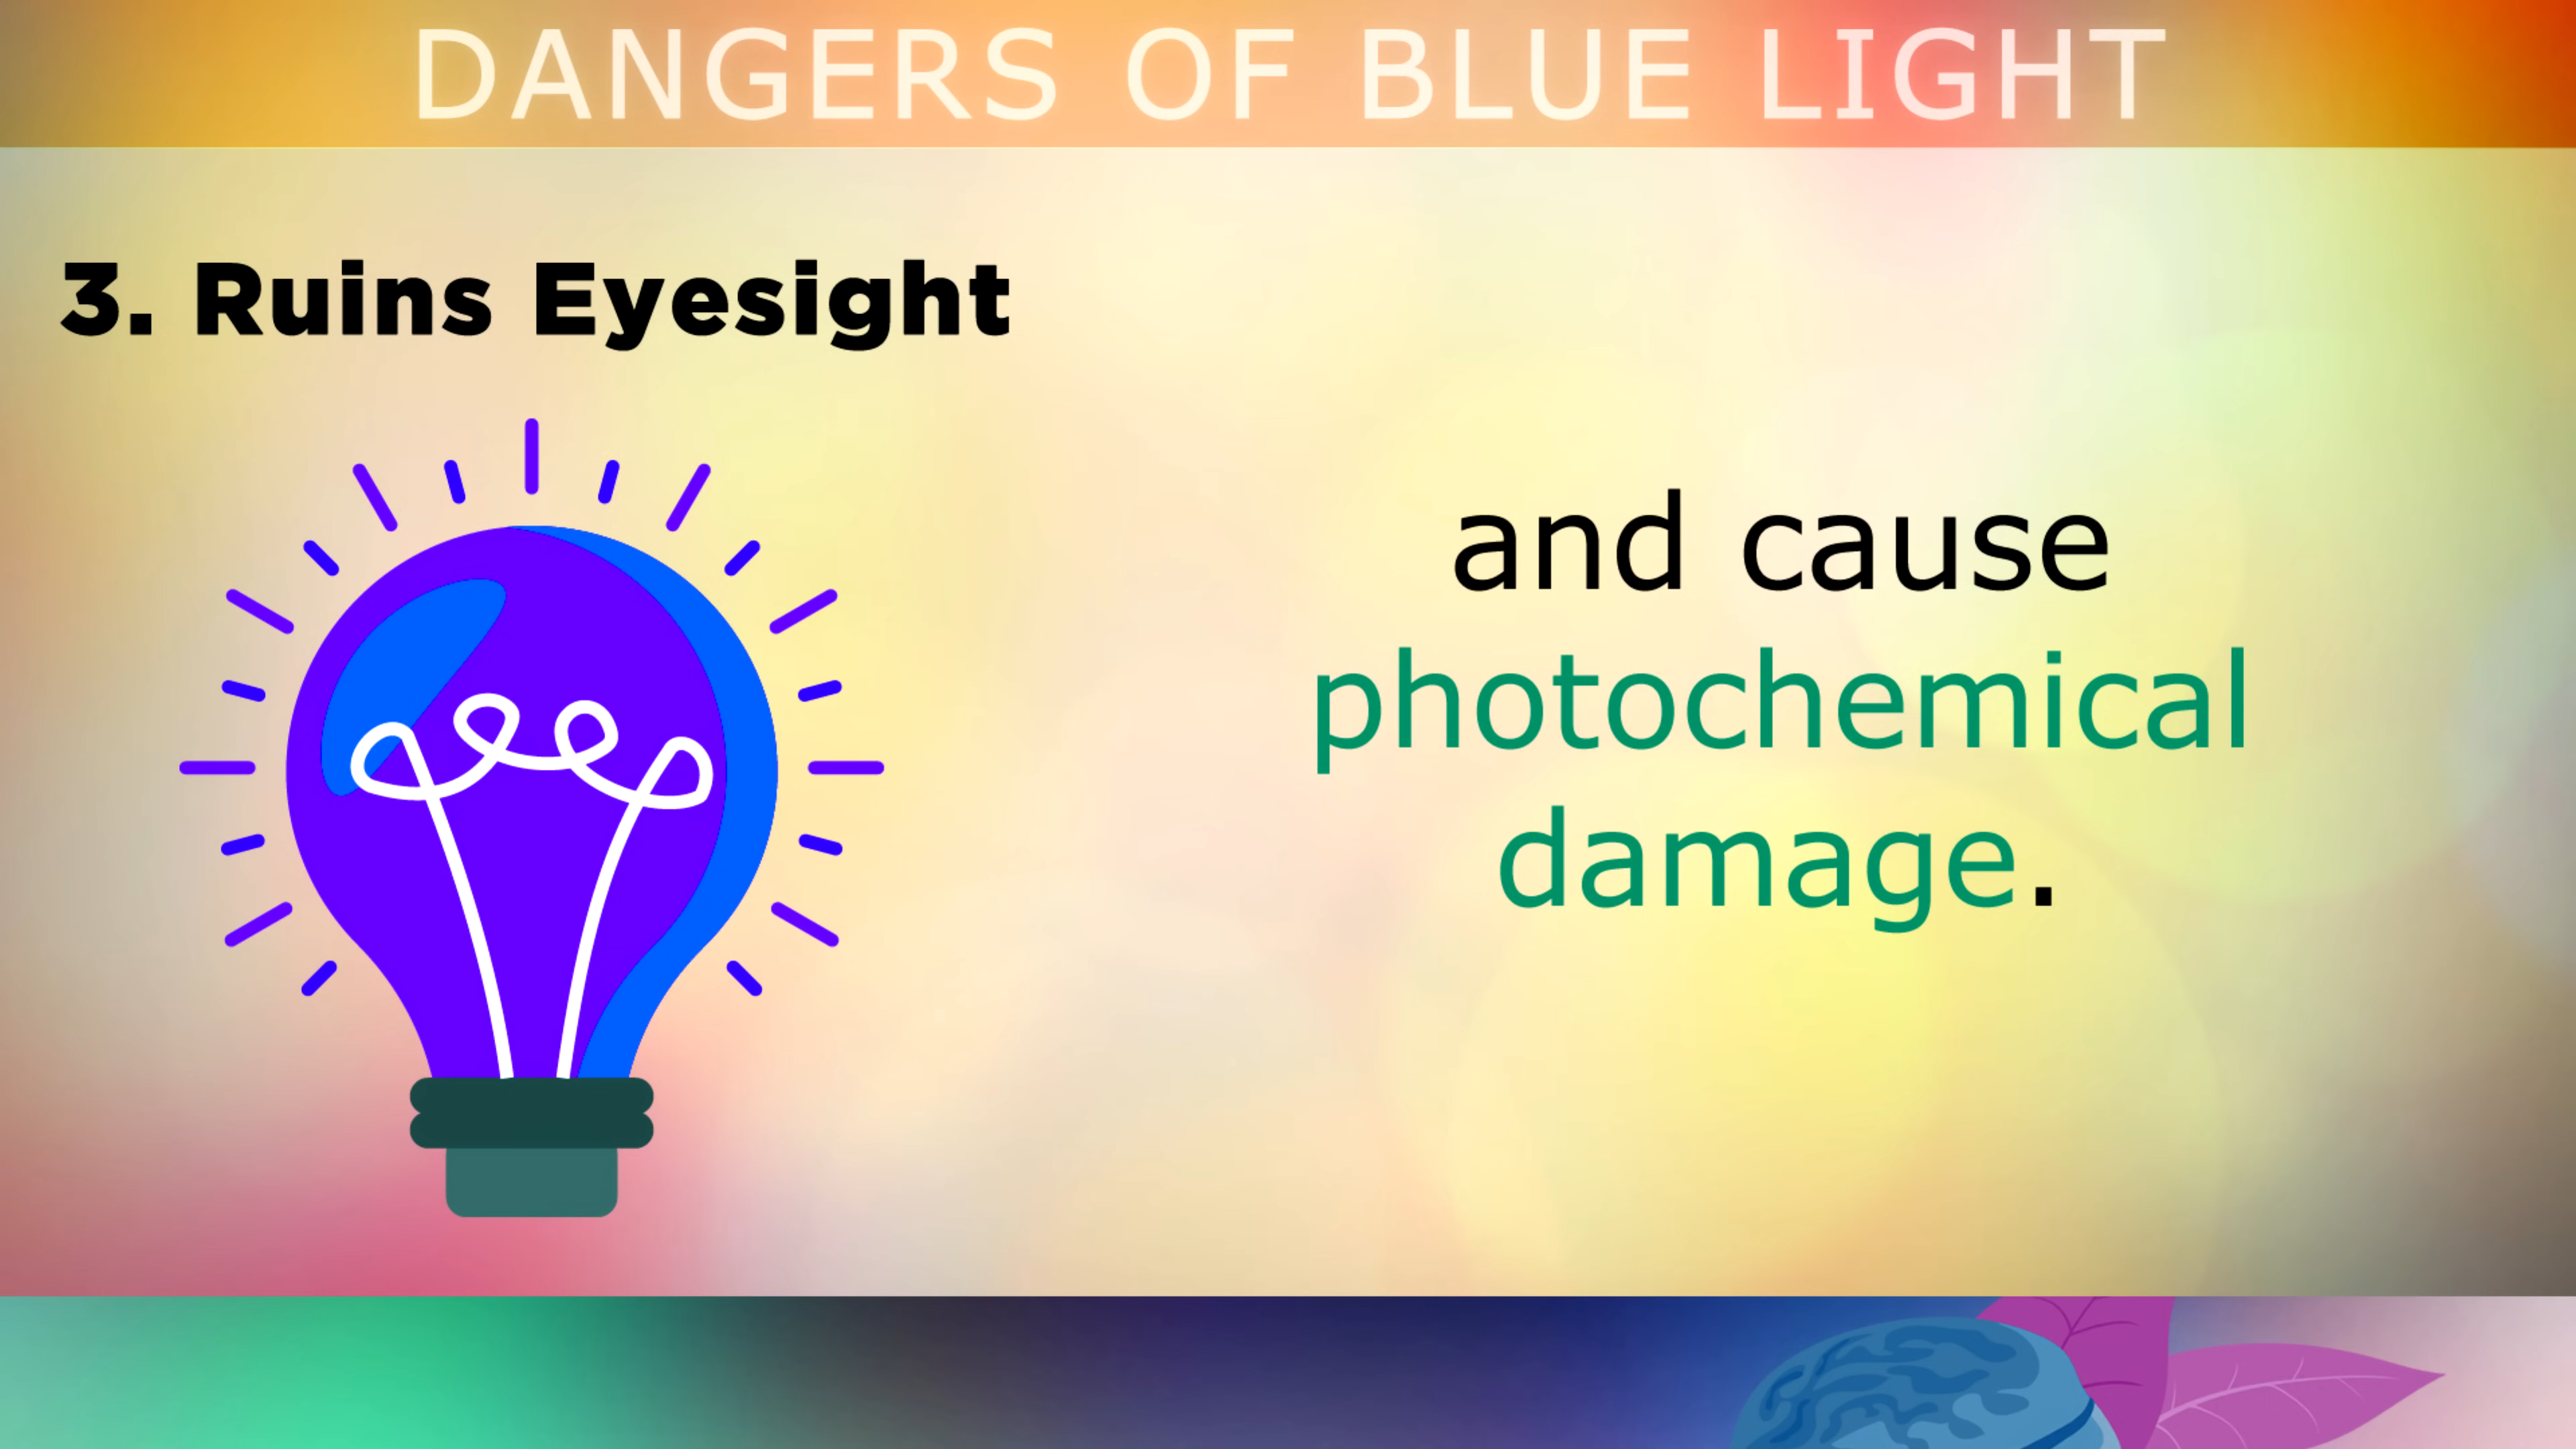 DANGERS OF BLUE LIGHT
3. Ruins Eyesight
and cause
photochemical
damage.